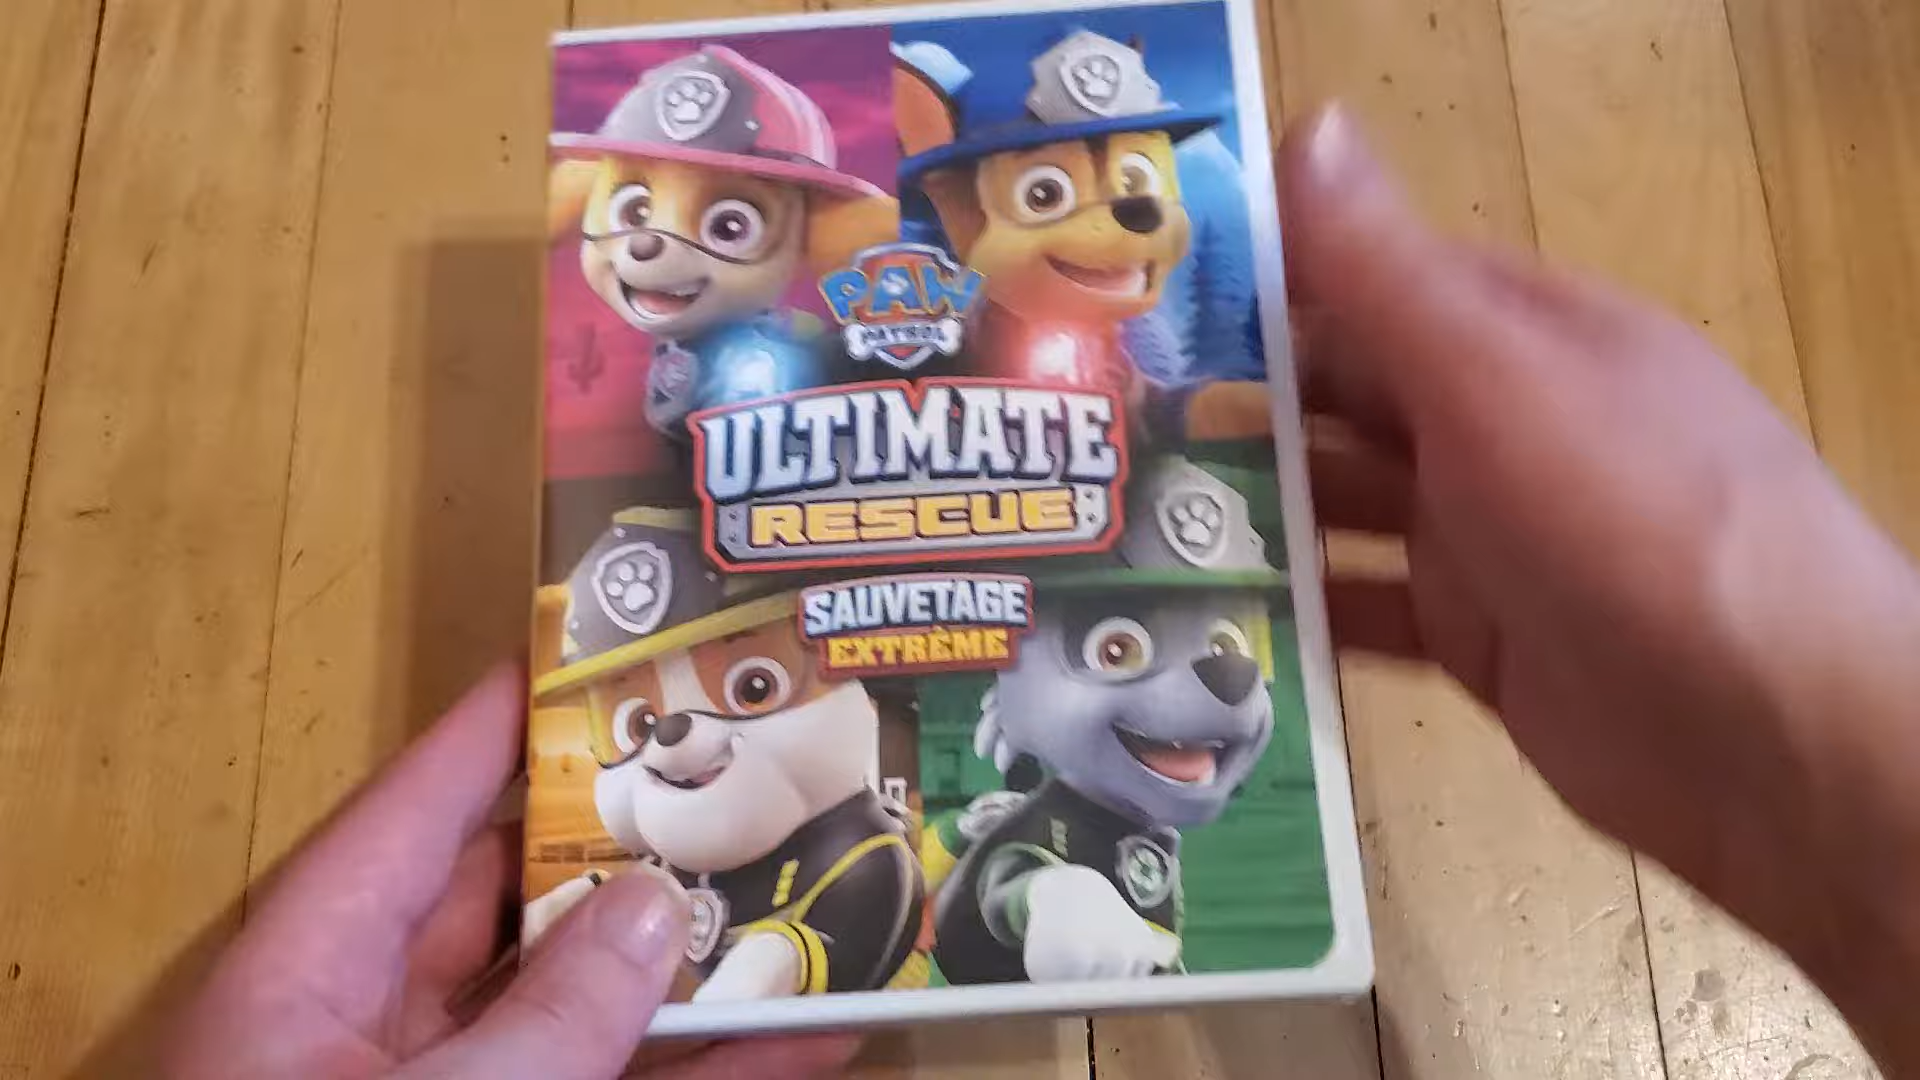 PAW
PATROL
ULTIMATE
RESCUE
SAUVETAGE
EXTRÊME